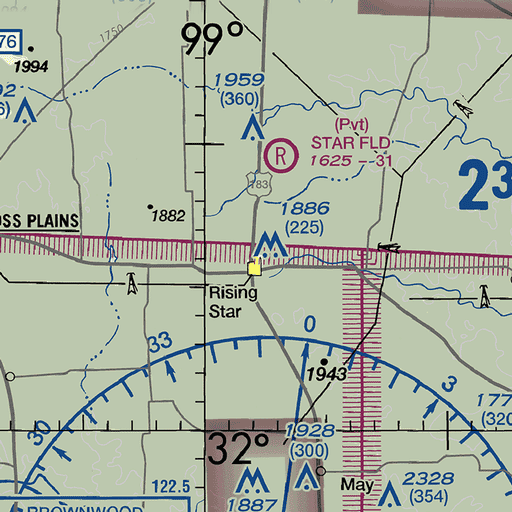 99°
76
1994
1750
1959
(360)
(Pvt)
STAR FLD
1625 - 31
R
183
23
1882
1886
(225)
OSS PLAINS
Rising
Star
0
33
3
30
1943
177
(320
32°
1928
(300)
2328
(354)
May
122.5
1887
BROWNWOOD